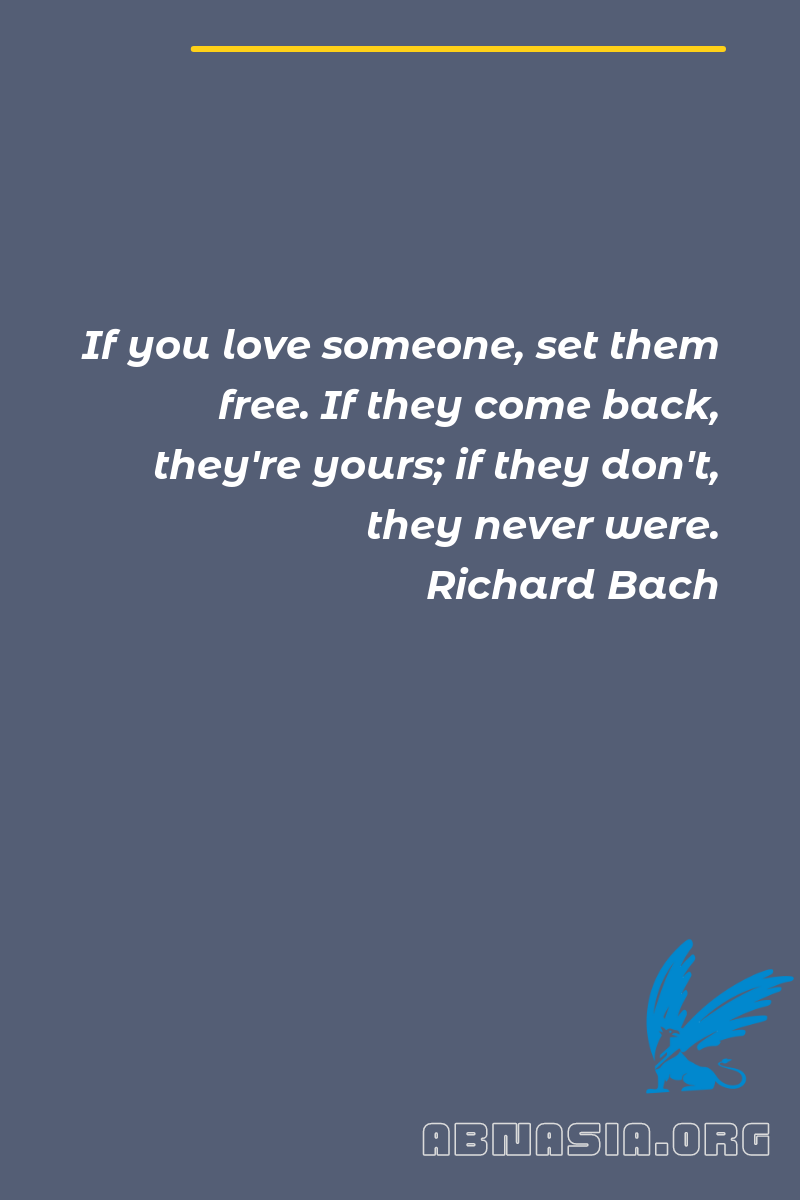 If you love someone, set them
free. If they come back,
they're yours; if they don't,
they never were.
Richard Bach
ABNASIA.ORG